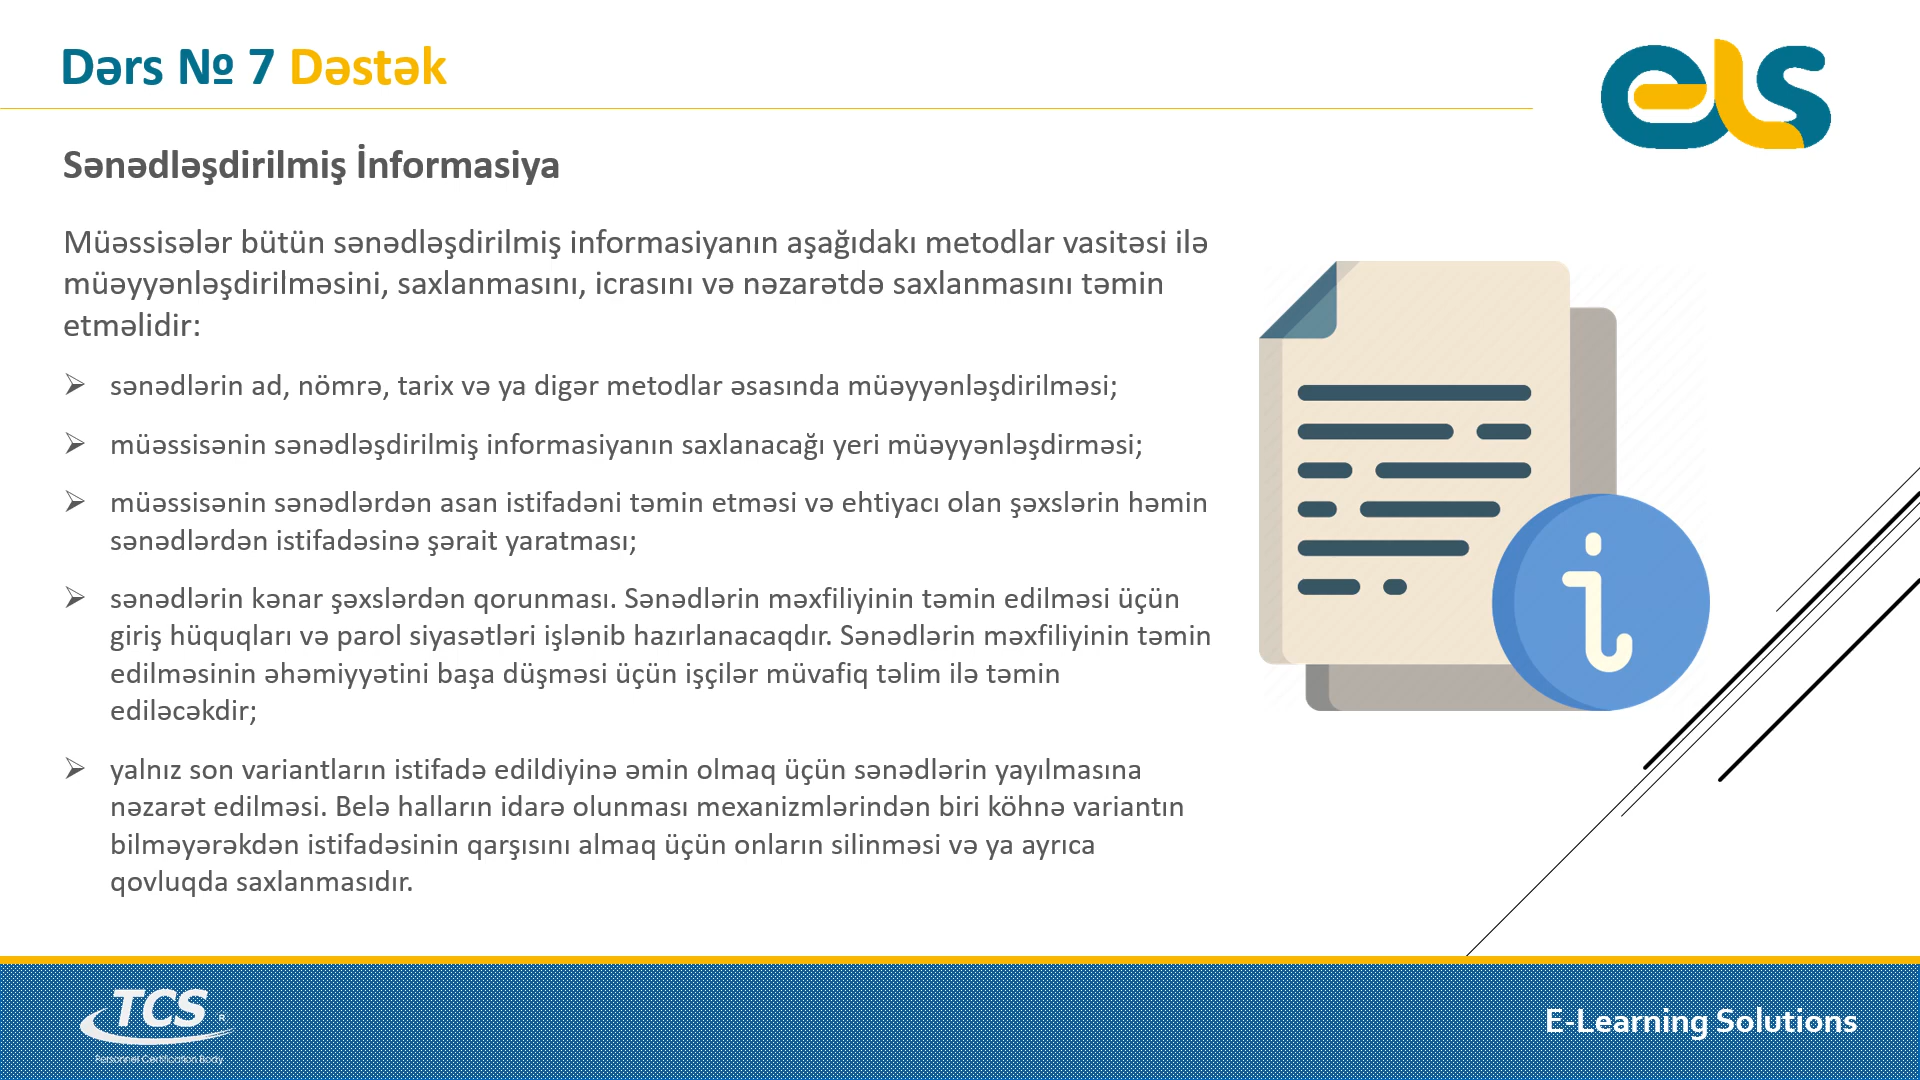 Dərs № 7 Dəstək
els
Sənədləşdirilmiş İnformasiya
Müəssisələr bütün sənədləşdirilmiş informasiyanın aşağıdakı metodlar vasitəsi ilə
müəyyənləşdirilməsini, saxlanmasını, icrasını və nəzarətdə saxlanmasını təmin
etməlidir:
➢ sənədlərin ad, nömrə, tarix və ya digər metodlar əsasında müəyyənləşdirilməsi;
➢ müəssisənin sənədləşdirilmiş informasiyanın saxlanacağı yeri müəyyənləşdirməsi;
➢ müəssisənin sənədlərdən asan istifadəni təmin etməsi və ehtiyacı olan şəxslərin həmin
sənədlərdən istifadəsinə şərait yaratması;
➢ sənədlərin kənar şəxslərdən qorunması. Sənədlərin məxfiliyinin təmin edilməsi üçün
giriş hüquqları və parol siyasətləri işlənib hazırlanacaqdır. Sənədlərin məxfiliyinin təmin
edilməsinin əhəmiyyətini başa düşməsi üçün işçilər müvafiq təlim ilə təmin
ediləcəkdir;
➢ yalnız son variantların istifadə edildiyinə əmin olmaq üçün sənədlərin yayılmasına
nəzarət edilməsi. Belə halların idarə olunması mexanizmlərindən biri köhnə variantın
bilməyərəkdən istifadəsinin qarşısını almaq üçün onların silinməsi və ya ayrıca
qovluqda saxlanmasıdır.
i
TCS ®
Personnel Certification Body
E-Learning Solutions